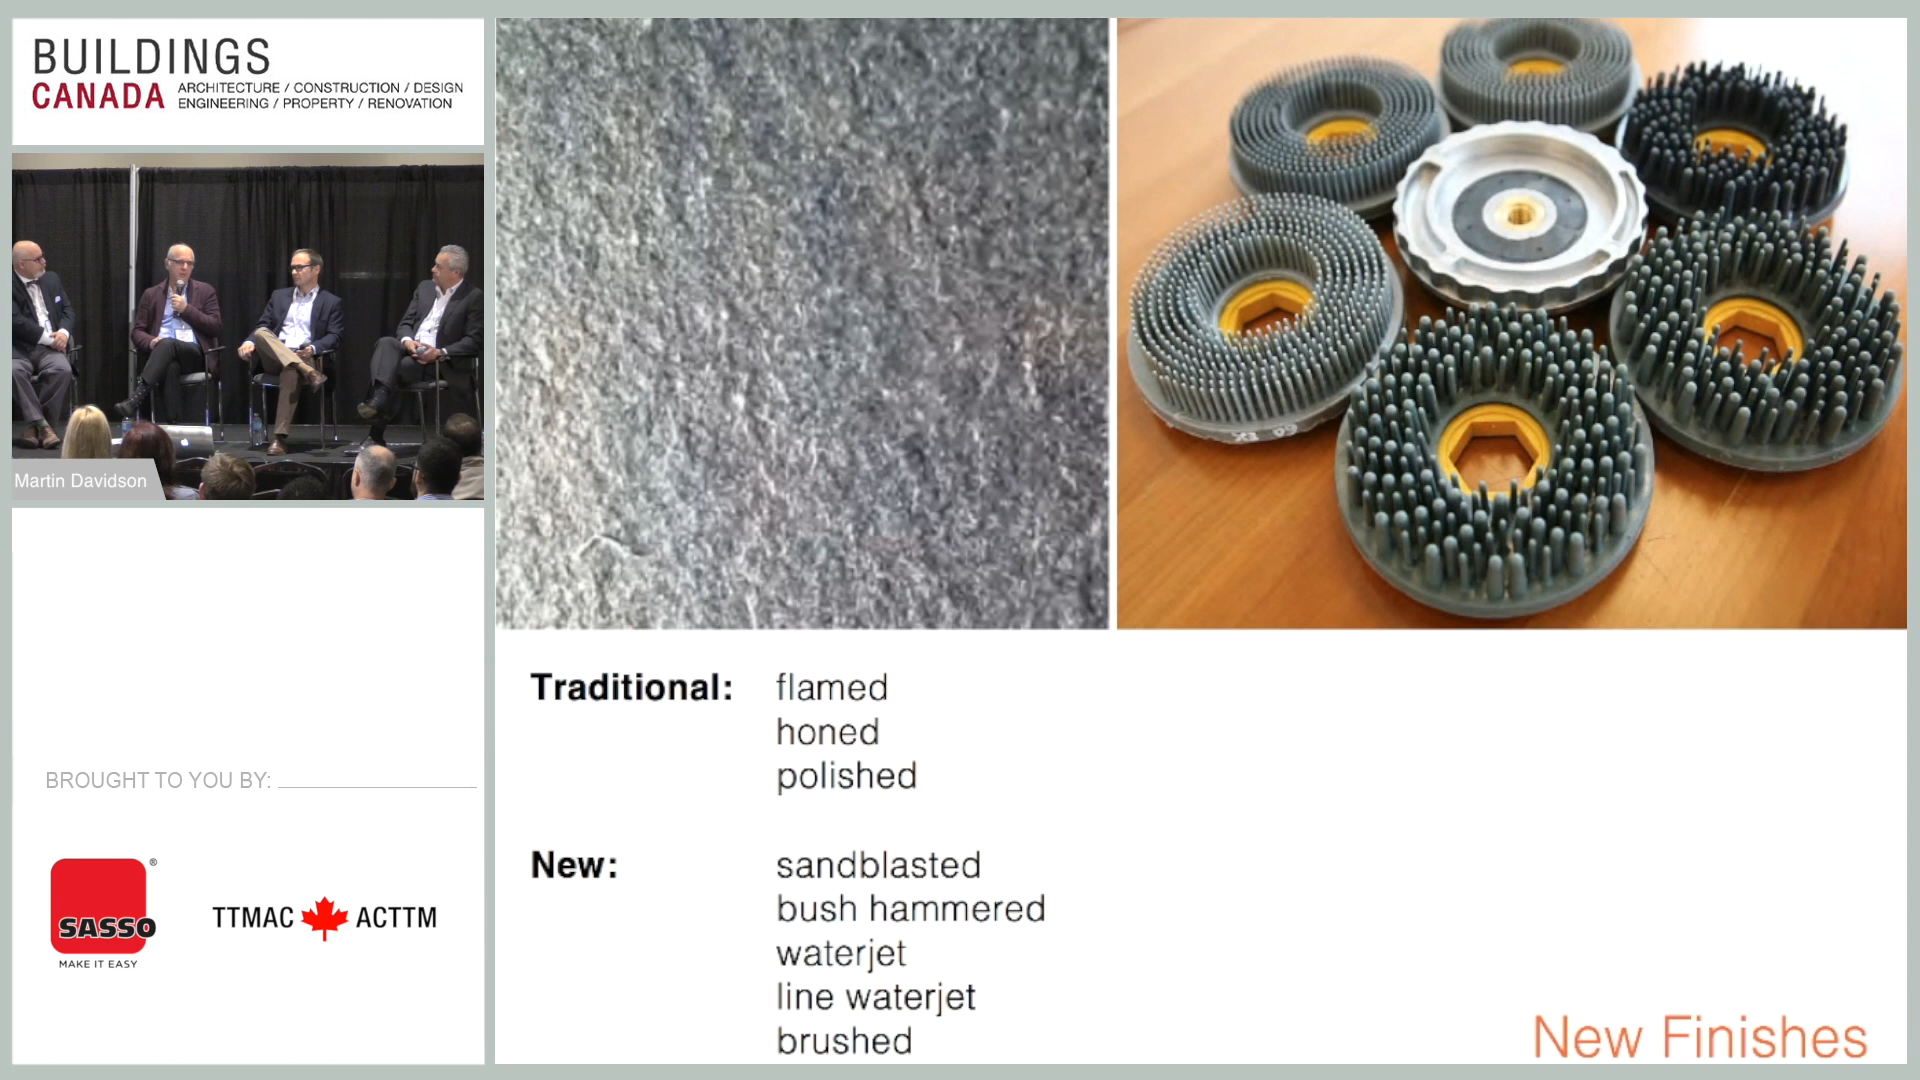 BUILDINGS
CANADA ARCHITECTURE / CONSTRUCTION / DESIGN
ENGINEERING / PROPERTY / RENOVATION
Martin Davidson
BROUGHT TO YOU BY:
SASSO®
MAKE IT EASY
TTMAC ACTTM
Traditional: flamed
honed
polished
New: sandblasted
bush hammered
waterjet
line waterjet
brushed
New Finishes